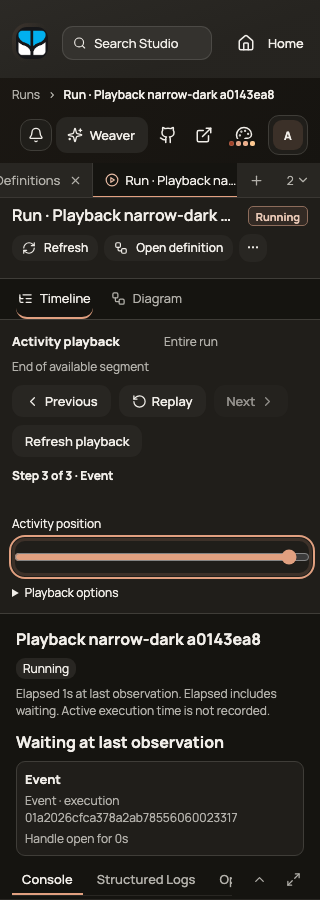 Search Studio
Home
Runs › Run · Playback narrow-dark a0143ea8
Weaver
A
Definitions
Run · Playback na...
2
Run · Playback narrow-dark ...
Running
Refresh
Open definition
Timeline
Diagram
Activity playback
Entire run
End of available segment
Previous
Replay
Next
Refresh playback
Step 3 of 3 · Event
Activity position
Playback options
Playback narrow-dark a0143ea8
Running
Elapsed 1s at last observation. Elapsed includes
waiting. Active execution time is not recorded.
Waiting at last observation
Event
Event · execution
01a2026cfca378a2ab78556060023317
Handle open for 0s
Console
Structured Logs